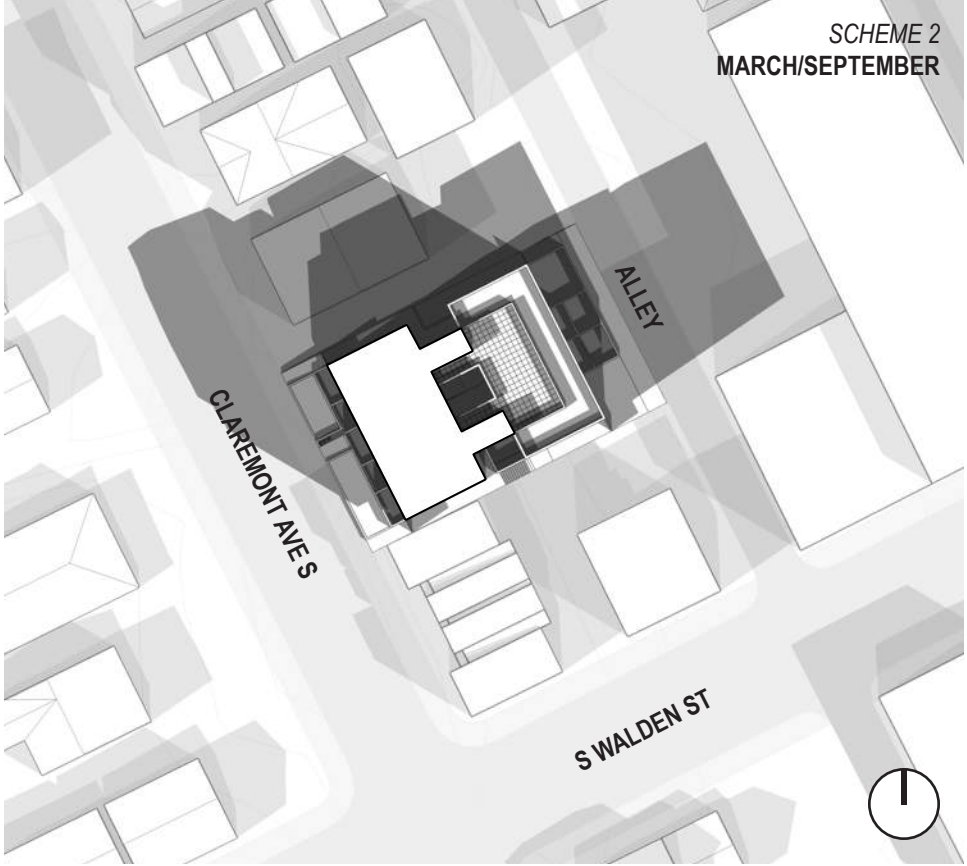 SCHEME 2
MARCH/SEPTEMBER
ALLEY
CLAREMONT AVE S
S WALDEN ST